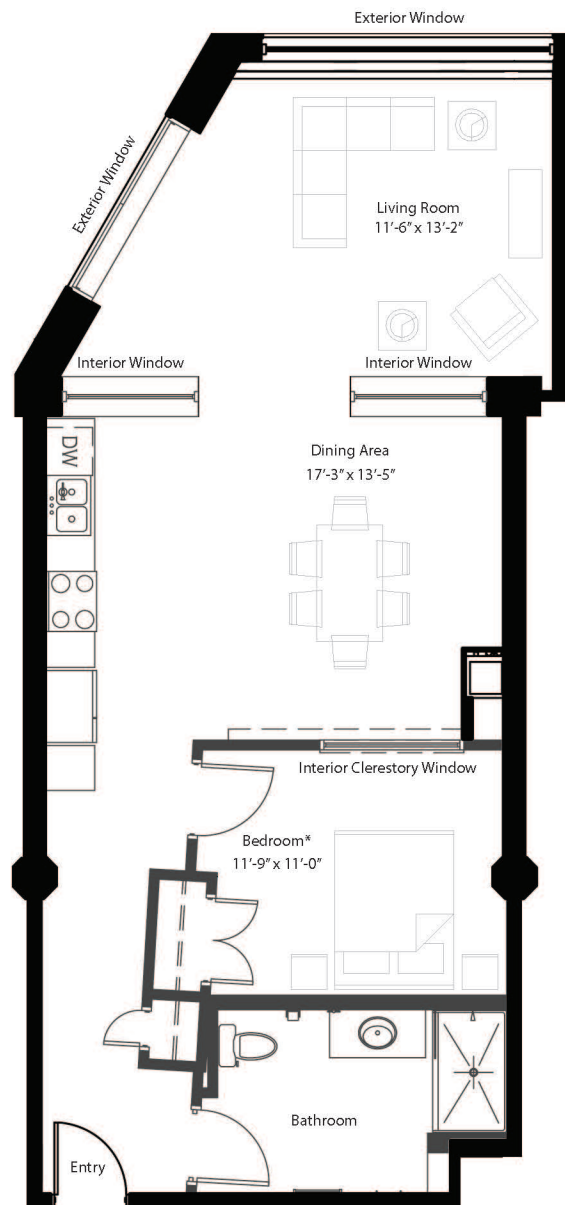 Exterior Window
Exterior Window
Living Room
11'-6" x 13'-2"
Interior Window
Interior Window
DW
Dining Area
17'-3" x 13'-5"
Interior Clerestory Window
Bedroom*
11'-9" x 11'-0"
Bathroom
Entry